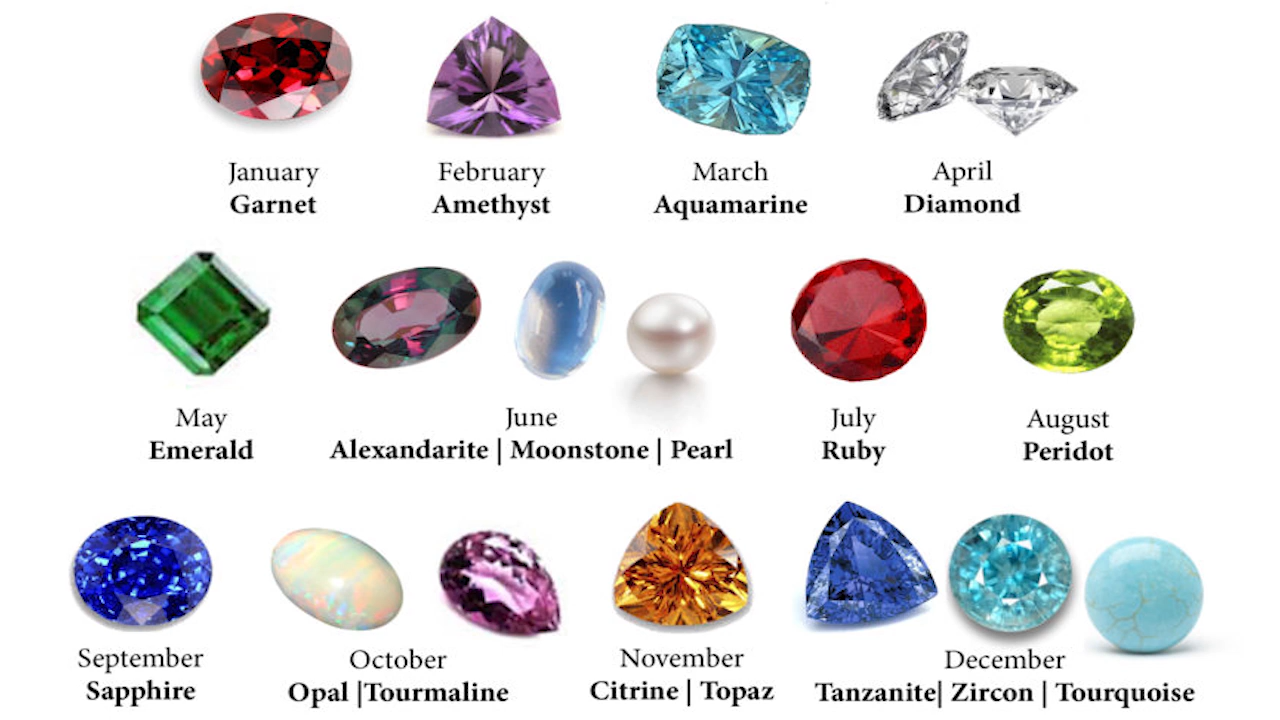 January
Garnet
February
Amethyst
March
Aquamarine
April
Diamond
May
Emerald
June
Alexandarite | Moonstone | Pearl
July
Ruby
August
Peridot
September
Sapphire
October
Opal |Tourmaline
November
Citrine | Topaz
December
Tanzanite| Zircon | Tourquoise